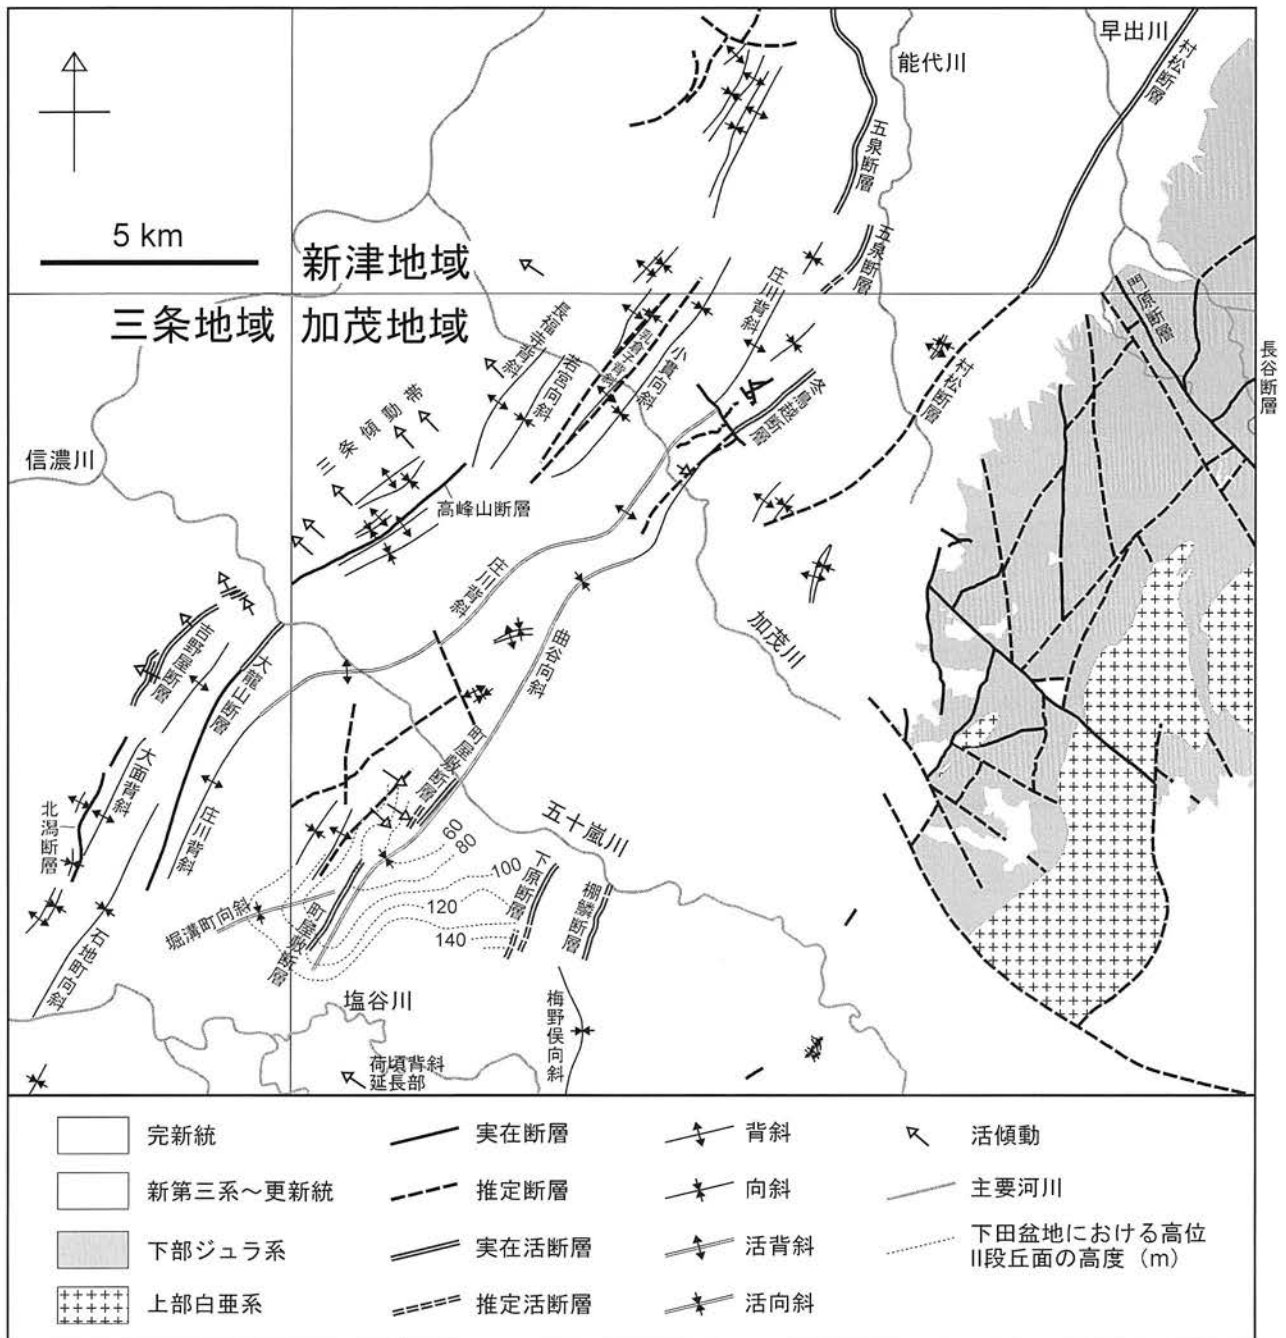 早出川
能代川
村松断層
五泉断層
5 km
新津地域
五泉断層
庄川背斜
門原断層
三条地域
加茂地域
長福寺背斜
若宮向斜
乳倉子背斜
小貫向斜
長谷断層
冬鳥越断層
村松断層
三条傾動帯
信濃川
高峰山断層
庄川背斜
曲谷向斜
加茂川
吉野屋断層
大龍山断層
町屋敷断層
大面背斜
北潟断層
庄川背斜
五十嵐川
60
80
100
下原断層
120
棚鱗断層
140
堀溝町向斜
町屋敷断層
石地町向斜
塩谷川
梅野俣向斜
荷頃背斜
延長部
完新統
実在断層
背斜
活傾動
新第三系～更新統
推定断層
向斜
主要河川
下部ジュラ系
実在活断層
活背斜
下田盆地における高位
II段丘面の高度（m）
上部白亜系
推定活断層
活向斜